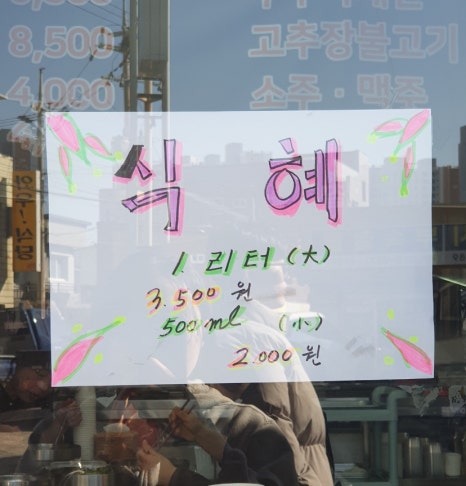 8,500
고추장불고기
4,000
소주 · 맥주
식혜
1 리터 (大)
3.500 원
500ml (小)
2.000 원